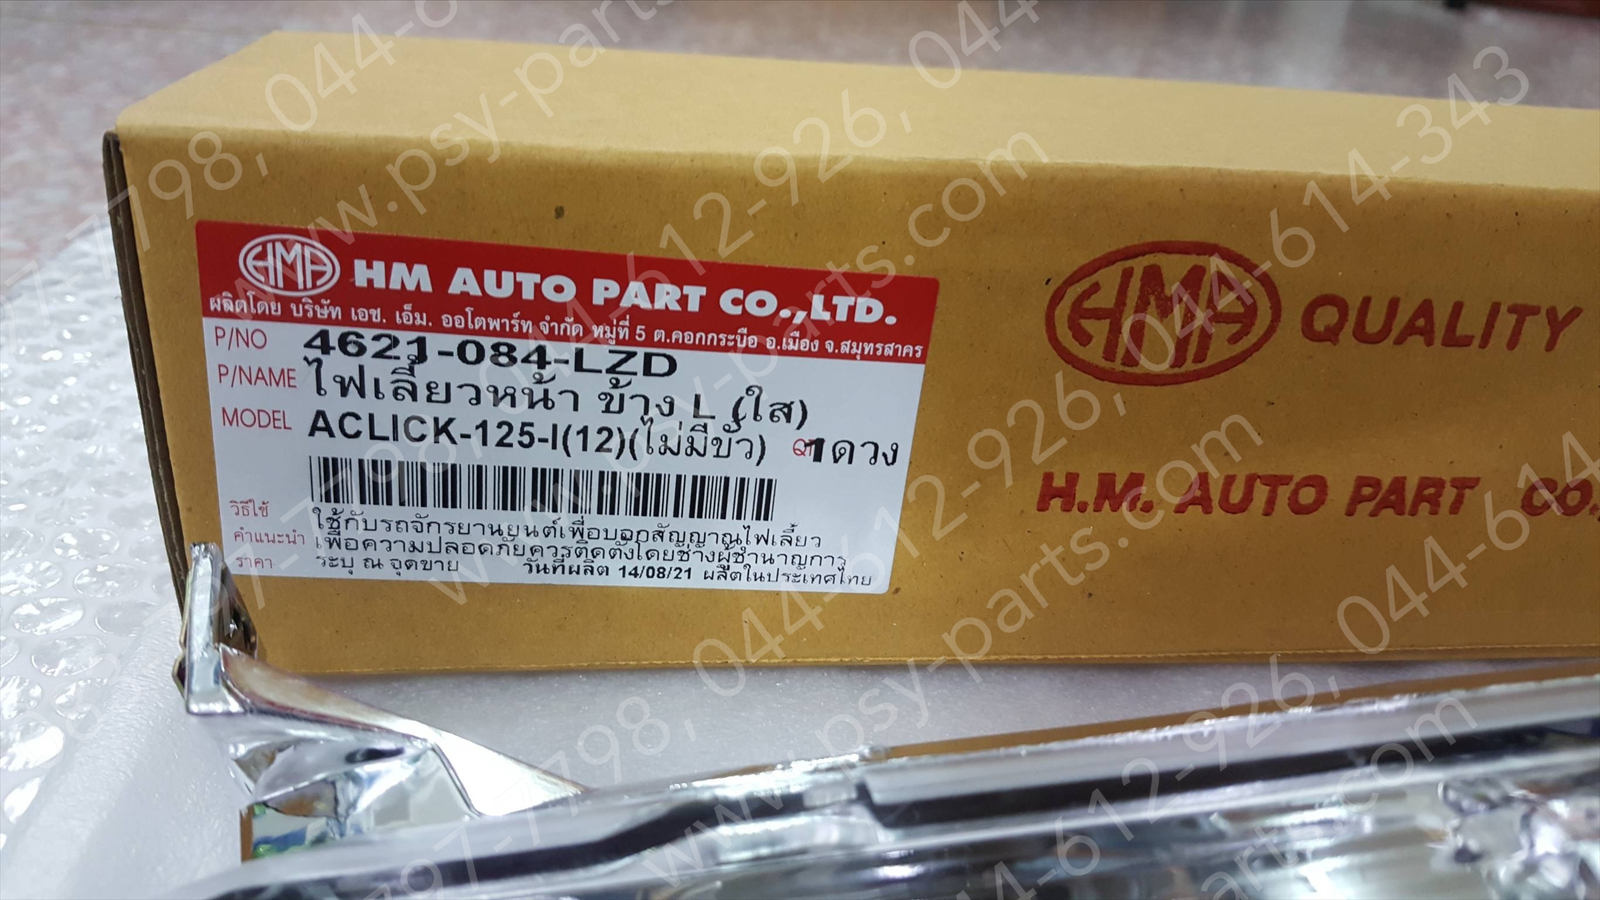 HMA HM AUTO PART CO.,LTD.
ผลิตโดย บริษัท เอช. เอ็ม. ออโตพาร์ท จำกัด หมู่ที่ 5 ต.คอกกระบือ อ.เมือง จ.สมุทรสาคร
P/NO 4621-084-LZD
P/NAME ไฟเลี้ยวหน้า ข้าง L (ใส)
MODEL ACLICK-125-I(12)(ไม่มีขั้ว) 1ดวง
วิธีใช้ ใช้กับรถจักรยานยนต์เพื่อบอกสัญญาณไฟเลี้ยว
คำแนะนำ เพื่อความปลอดภัยควรติดตั้งโดยช่างผู้ชำนาญการ
ราคา ระบุ ณ จุดขาย วันที่ผลิต 14/08/21 ผลิตในประเทศไทย
HMA QUALITY
H.M. AUTO PART CO.
044-612-926, 044-614-343
www.psy-parts.com